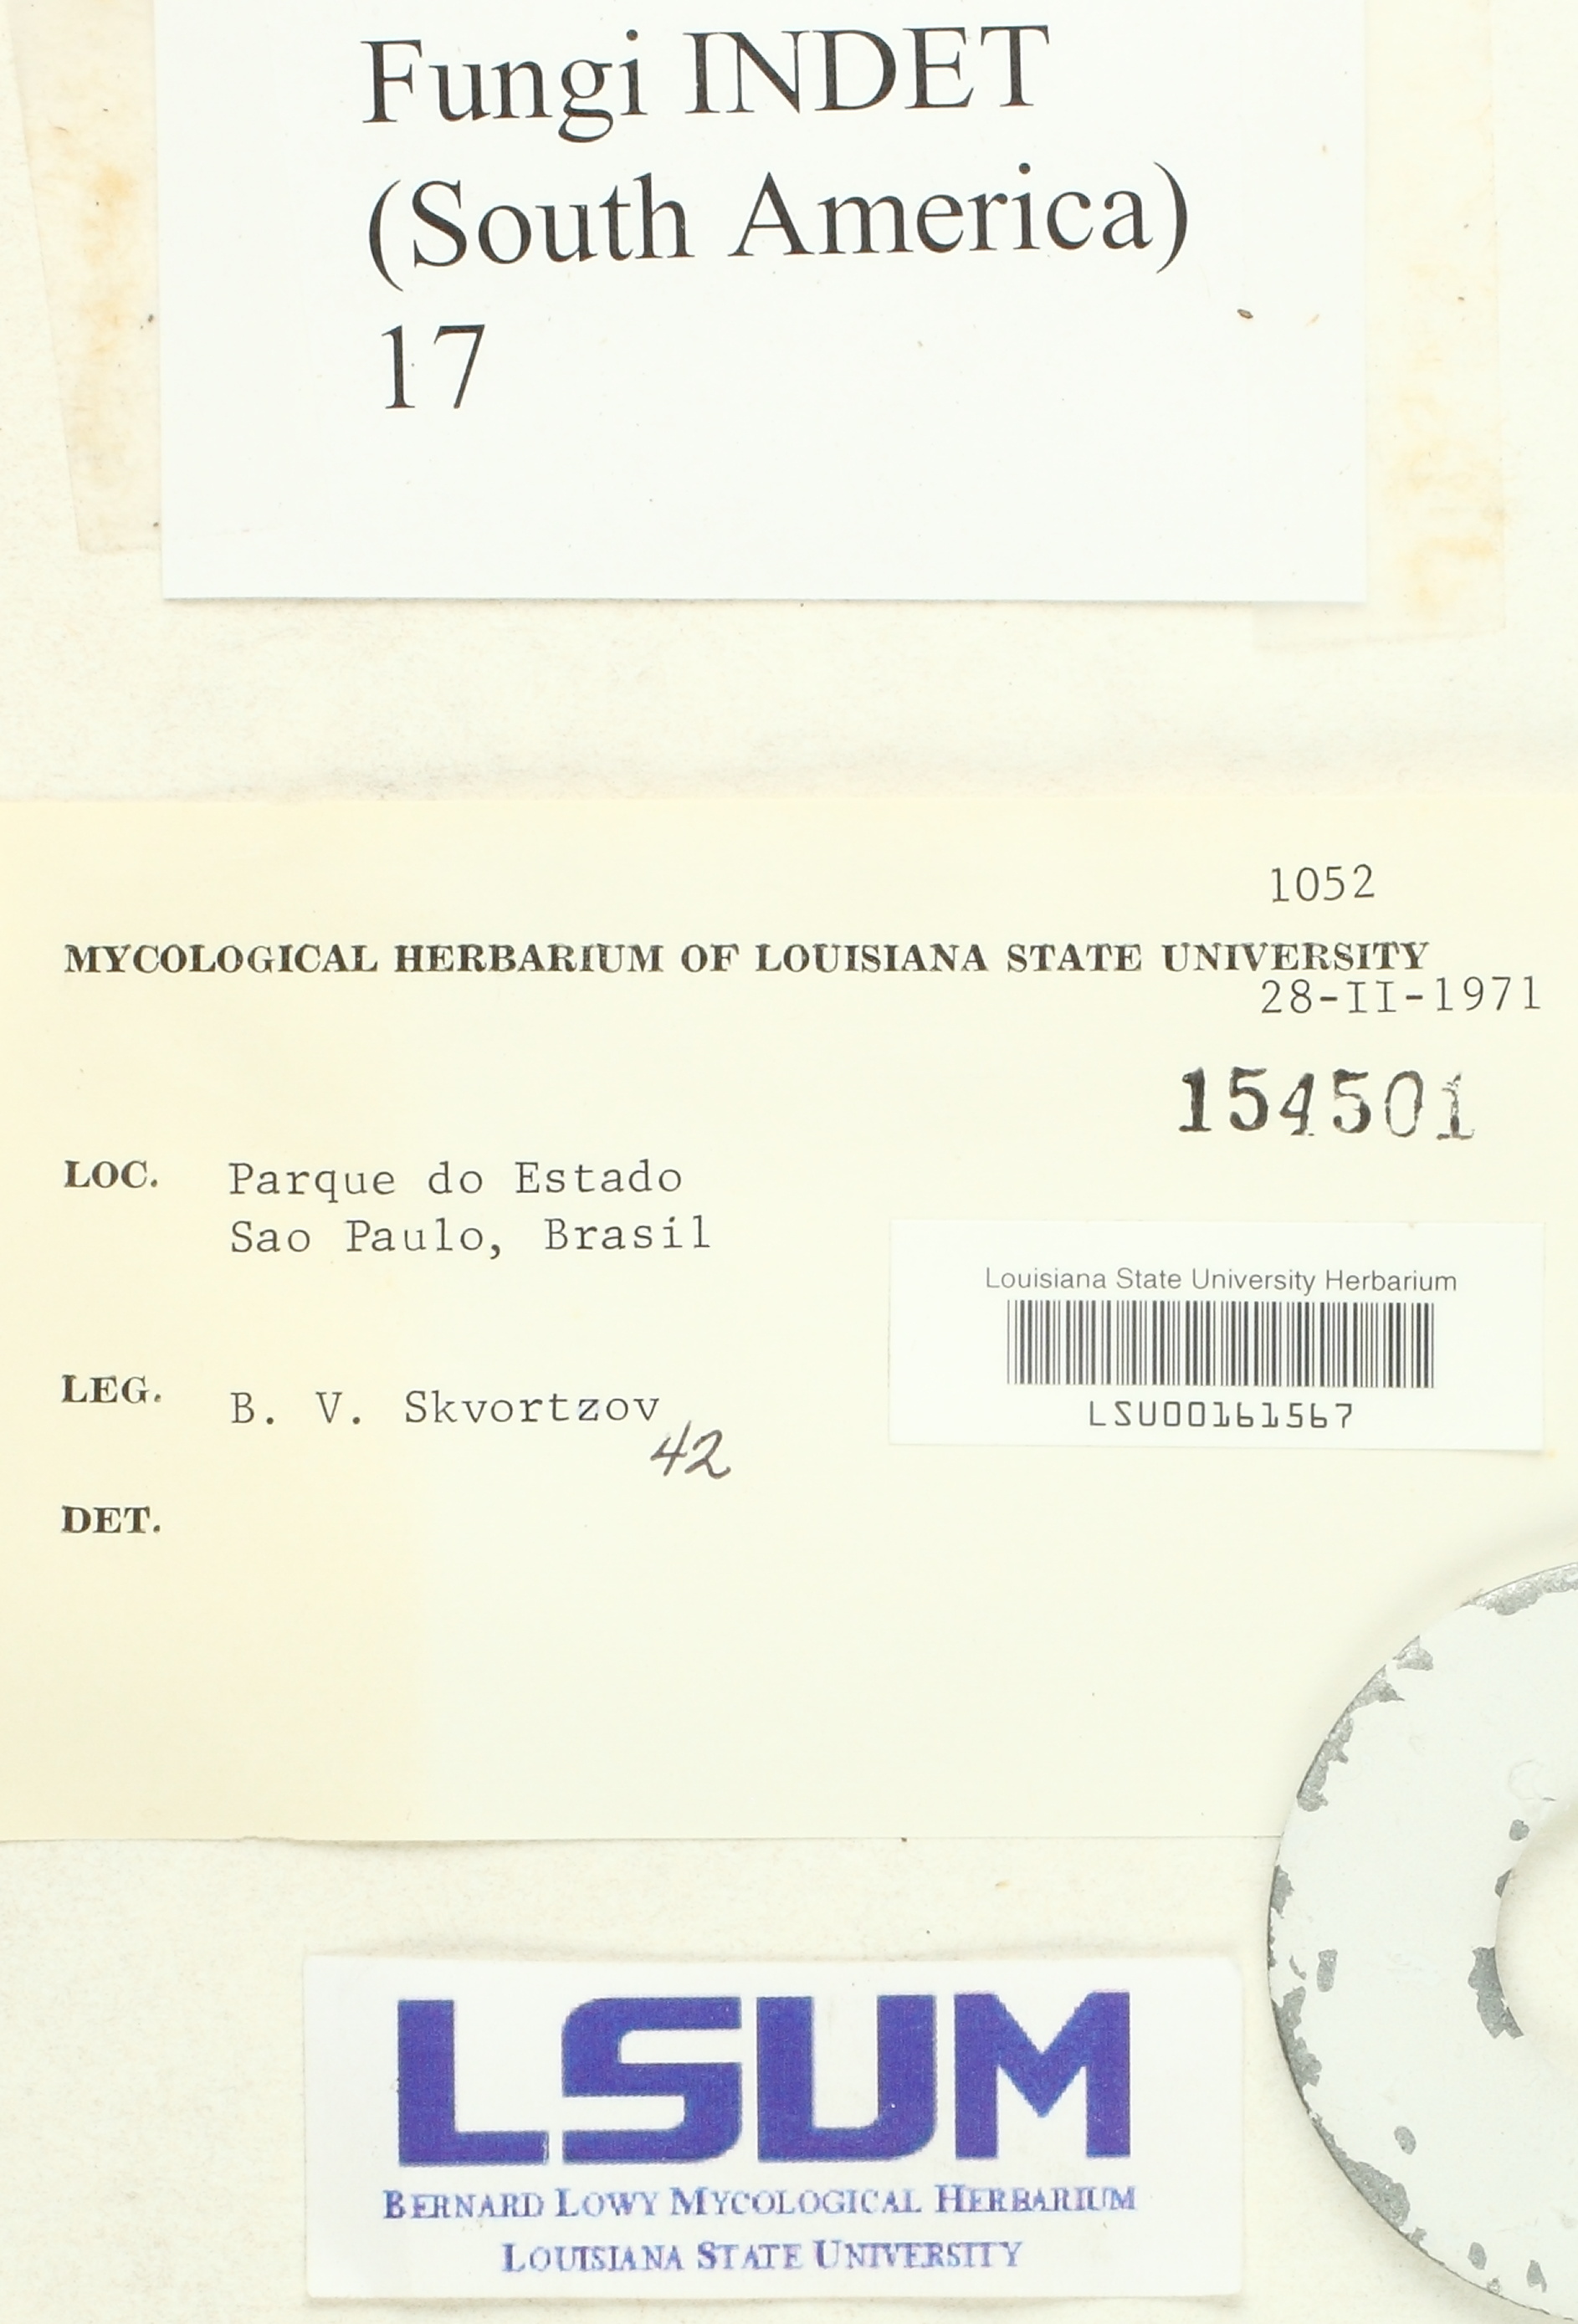 Fungi INDET
(South America)
17
1052
MYCOLOGICAL HERBARIUM OF LOUISIANA STATE UNIVERSITY
28-II-1971
154501
LOC. Parque do Estado
Sao Paulo, Brasil
Louisiana State University Herbarium
LSU00161567
LEG. B. V. Skvortzov
42
DET.
LSUM
BERNARD LOWY MYCOLOGICAL HERBARIUM
LOUISIANA STATE UNIVERSITY